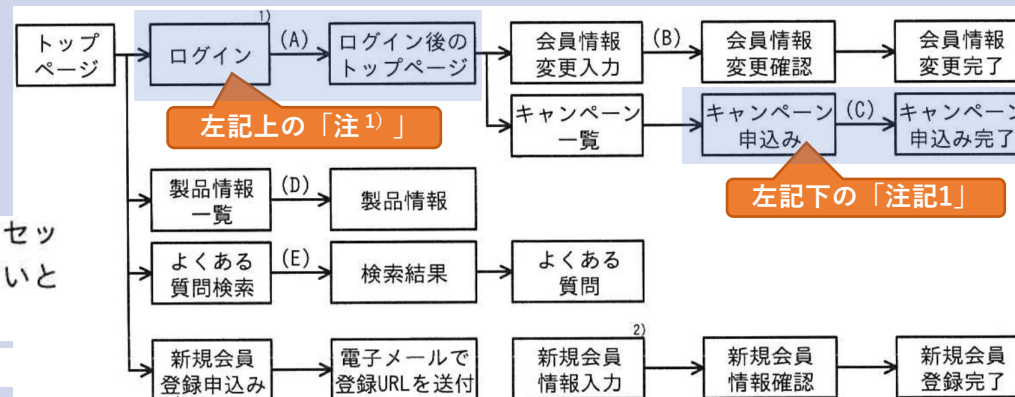 トップ
ページ
1)
ログイン
(A)
ログイン後の
トップページ
会員情報
変更入力
(B)
会員情報
変更確認
会員情報
変更完了
左記上の「注1)」
キャンペーン
一覧
キャンペーン
申込み
(C)
キャンペーン
申込み完了
左記下の「注記1」
製品情報
一覧
(D)
製品情報
セッ
いと
よくある
質問検索
(E)
検索結果
よくある
質問
新規会員
登録申込み
電子メールで
登録URLを送付
2)
新規会員
情報入力
新規会員
情報確認
新規会員
登録完了